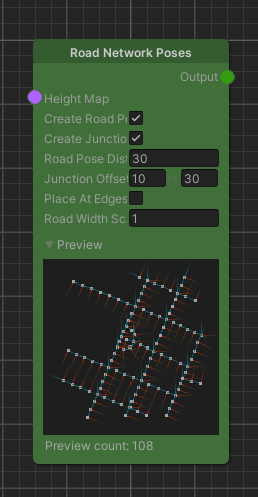 Road Network Poses
Output
Height Map
Create Road P
Create Junctio
Road Pose Dist 30
Junction Offset 10 30
Place At Edges
Road Width Sc 1
Preview
Preview count: 108